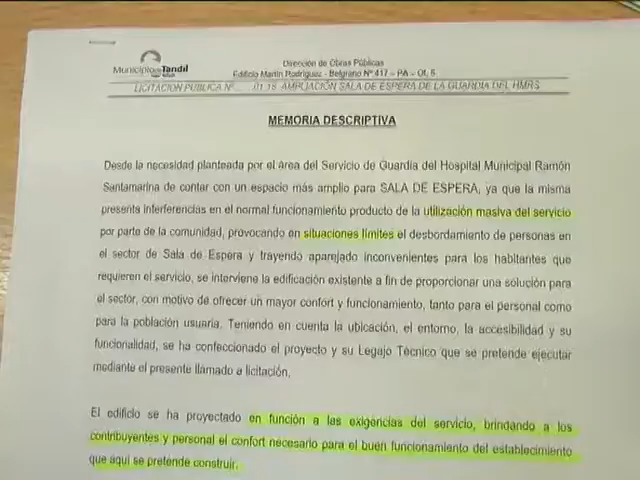 Municipio de Tandil
Dirección de Obras Públicas
Edificio Martín Rodríguez - Belgrano Nº 417 – PA – Of. 6
LICITACIÓN PUBLICA Nº 01.18 AMPLIACIÓN SALA DE ESPERA DE LA GUARDIA DEL HMRS
MEMORIA DESCRIPTIVA
Desde la necesidad planteada por el área del Servicio de Guardia del Hospital Municipal Ramón
Santamarina de contar con un espacio más amplio para SALA DE ESPERA, ya que la misma
presenta interferencias en el normal funcionamiento producto de la utilización masiva del servicio
por parte de la comunidad, provocando en situaciones límites el desbordamiento de personas en
el sector de Sala de Espera y trayendo aparejado inconvenientes para los habitantes que
requieren el servicio, se interviene la edificación existente a fin de proporcionar una solución para
el sector, con motivo de ofrecer un mayor confort y funcionamiento, tanto para el personal como
para la población usuaria. Teniendo en cuenta la ubicación, el entorno, la accesibilidad y su
funcionalidad, se ha confeccionado el proyecto y su Legajo Técnico que se pretende ejecutar
mediante el presente llamado a licitación.
El edificio se ha proyectado en función a las exigencias del servicio, brindando a los
contribuyentes y personal el confort necesario para el buen funcionamiento del establecimiento
que aquí se pretende construir.